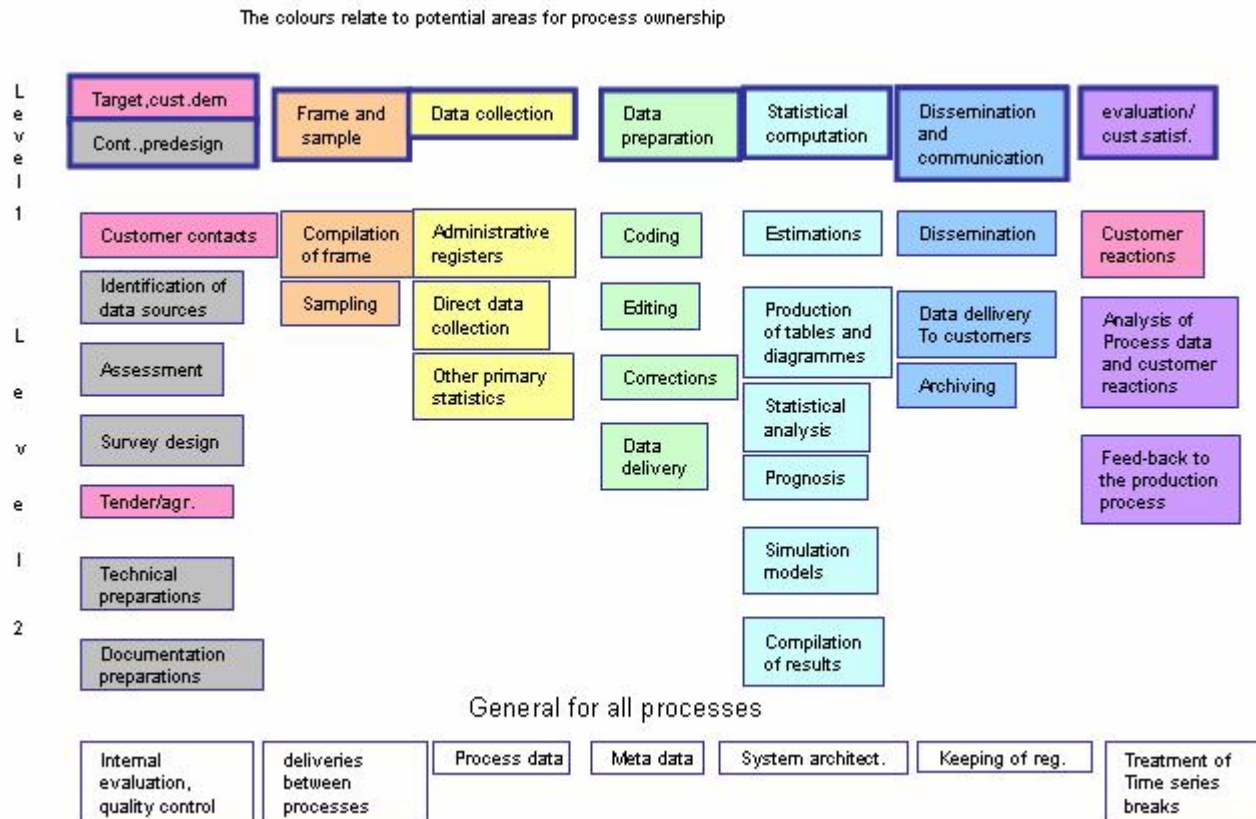 The colours relate to potential areas for process ownership
Level 1
Target,cust.dem
Cont.,predesign
Frame and
sample
Data collection
Data
preparation
Statistical
computation
Dissemination
and
communication
evaluation/
cust.satisf.
Level 2
Customer contacts
Identification of
data sources
Assessment
Survey design
Tender/agr.
Technical
preparations
Documentation
preparations
Compilation
of frame
Sampling
Administrative
registers
Direct data
collection
Other primary
statistics
Coding
Editing
Corrections
Data
delivery
Estimations
Production
of tables and
diagrammes
Statistical
analysis
Prognosis
Simulation
models
Compilation
of results
Dissemination
Data dellivery
To customers
Archiving
Customer
reactions
Analysis of
Process data
and customer
reactions
Feed-back to
the production
process
General for all processes
Internal
evaluation,
quality control
deliveries
between
processes
Process data
Meta data
System architect.
Keeping of reg.
Treatment of
Time series
breaks